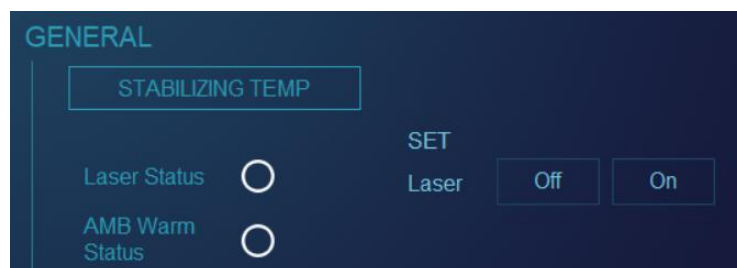 GENERAL
STABILIZING TEMP
SET
Laser Status
Laser
Off
On
AMB Warm
Status